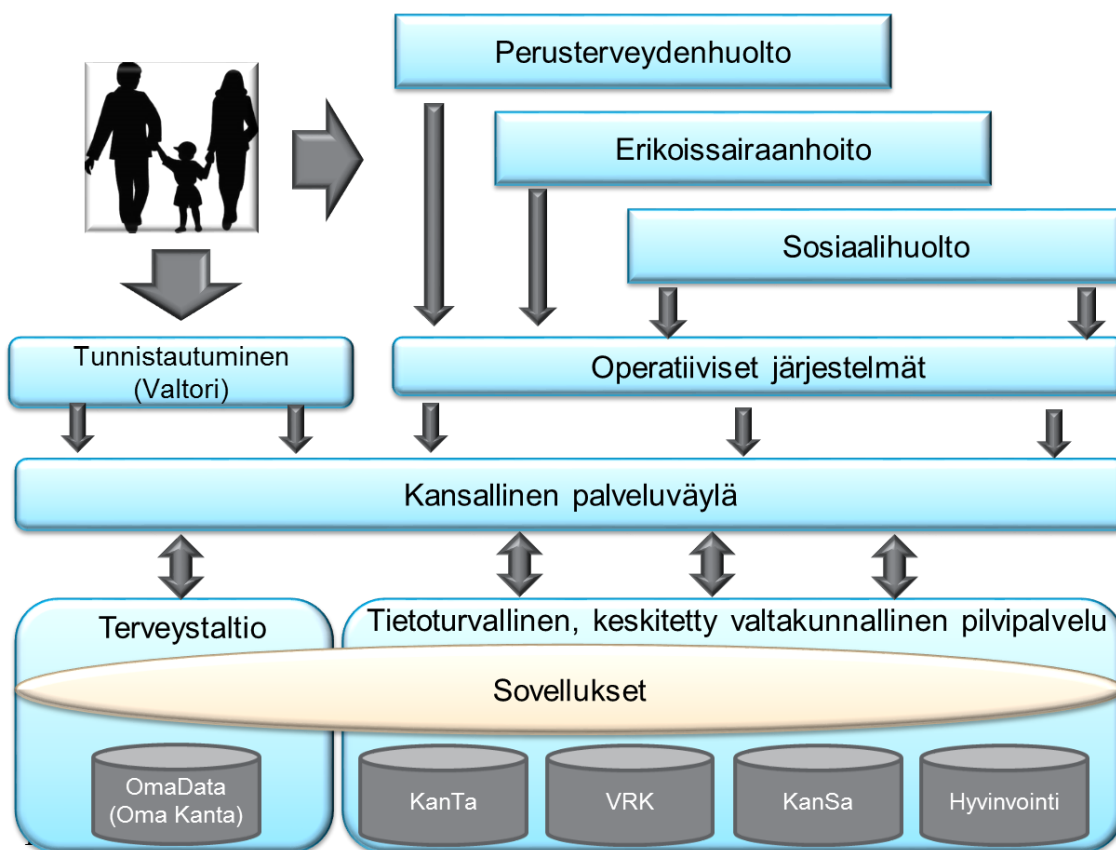 Perusterveydenhuolto
Erikoissairaanhoito
Sosiaalihuolto
Tunnistautuminen
(Valtori)
Operatiiviset järjestelmät
Kansallinen palveluväylä
Terveystaltio
Tietoturvallinen, keskitetty valtakunnallinen pilvipalvelu
Sovellukset
OmaData
(Oma Kanta)
KanTa
VRK
KanSa
Hyvinvointi